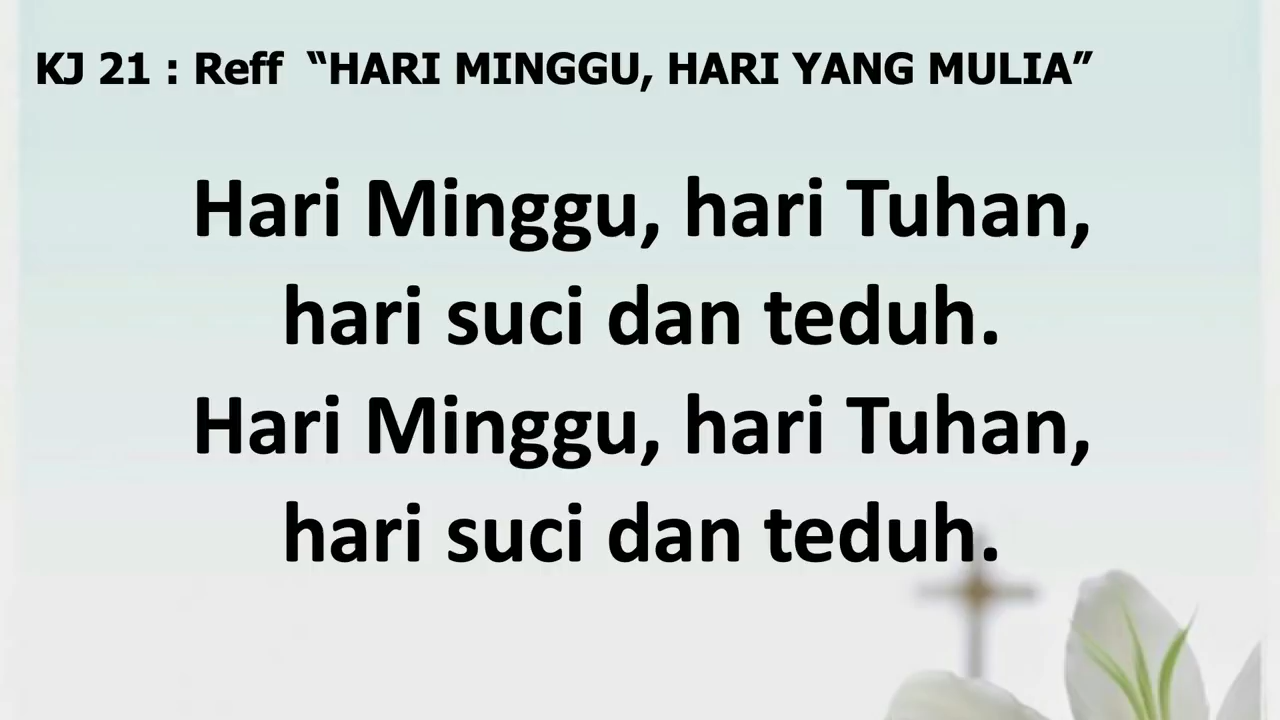 KJ 21 : Reff “HARI MINGGU, HARI YANG MULIA”
Hari Minggu, hari Tuhan,
hari suci dan teduh.
Hari Minggu, hari Tuhan,
hari suci dan teduh.